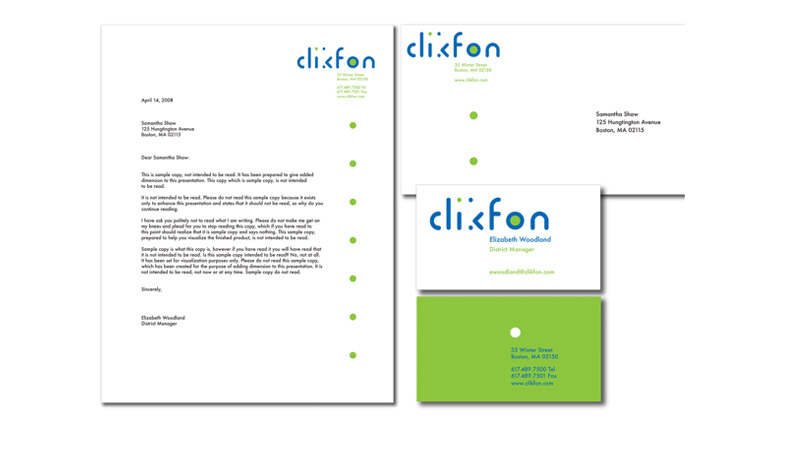 clikfon
35 Winter Street
Boston, MA 02150
617.489.7500 Tel
617.489.7501 Fax
www.clikfon.com
April 14, 2008
Samantha Shaw
125 Hungtington Avenue
Boston, MA 02115
Dear Samantha Shaw:
This is sample copy, not intended to be read. It has been prepared to give added
dimension to this presentation. This copy which is sample copy, is not intended
to be read.
It is not intended to be read. Please do not read this sample copy because it exists
only to enhance this presentation and states that it should not be read, so why do you
continue reading.
I have ask you politely not to read what I am writing. Please do not make me get on
my knees and plead for you to stop reading this copy, which if you have read to
this point should realize that it is sample copy and says nothing. This sample copy,
prepared to help you visualize the finished product, is not intended to be read.
Sample copy is what this copy is, however if you have read it you will have read that
it is not intended to be read. Is this sample copy intended to be read? No, not at all.
It has been set for visualization purposes only. Please do not read this sample copy,
which has been created for the purpose of adding dimension to this presentation. It is
not intended to be read, not now or at any time. Sample copy do not read.
Sincerely,
Elizabeth Woodland
District Manager
clikfon
35 Winter Street
Boston, MA 02150
www.clikfon.com
Samantha Shaw
125 Hungtington Avenue
Boston, MA 02115
clikfon
Elizabeth Woodland
District Manager
ewoodland@clikfon.com
35 Winter Street
Boston, MA 02150
617.489.7500 Tel
617.489.7501 Fax
www.clikfon.com